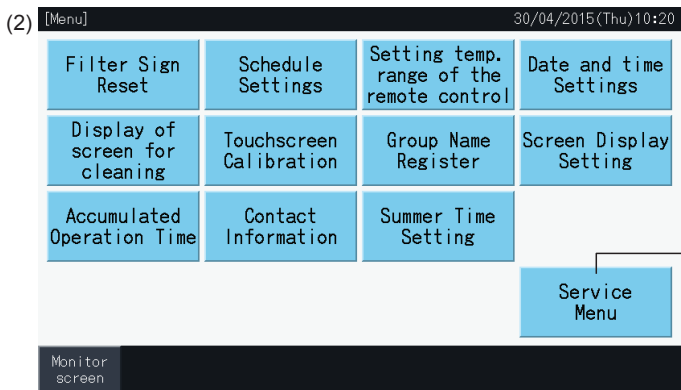 (2)
[Menu] 30/04/2015(Thu)10:20
Filter Sign
Reset
Schedule
Settings
Setting temp.
range of the
remote control
Date and time
Settings
Display of
screen for
cleaning
Touchscreen
Calibration
Group Name
Register
Screen Display
Setting
Accumulated
Operation Time
Contact
Information
Summer Time
Setting
Service
Menu
Monitor
screen